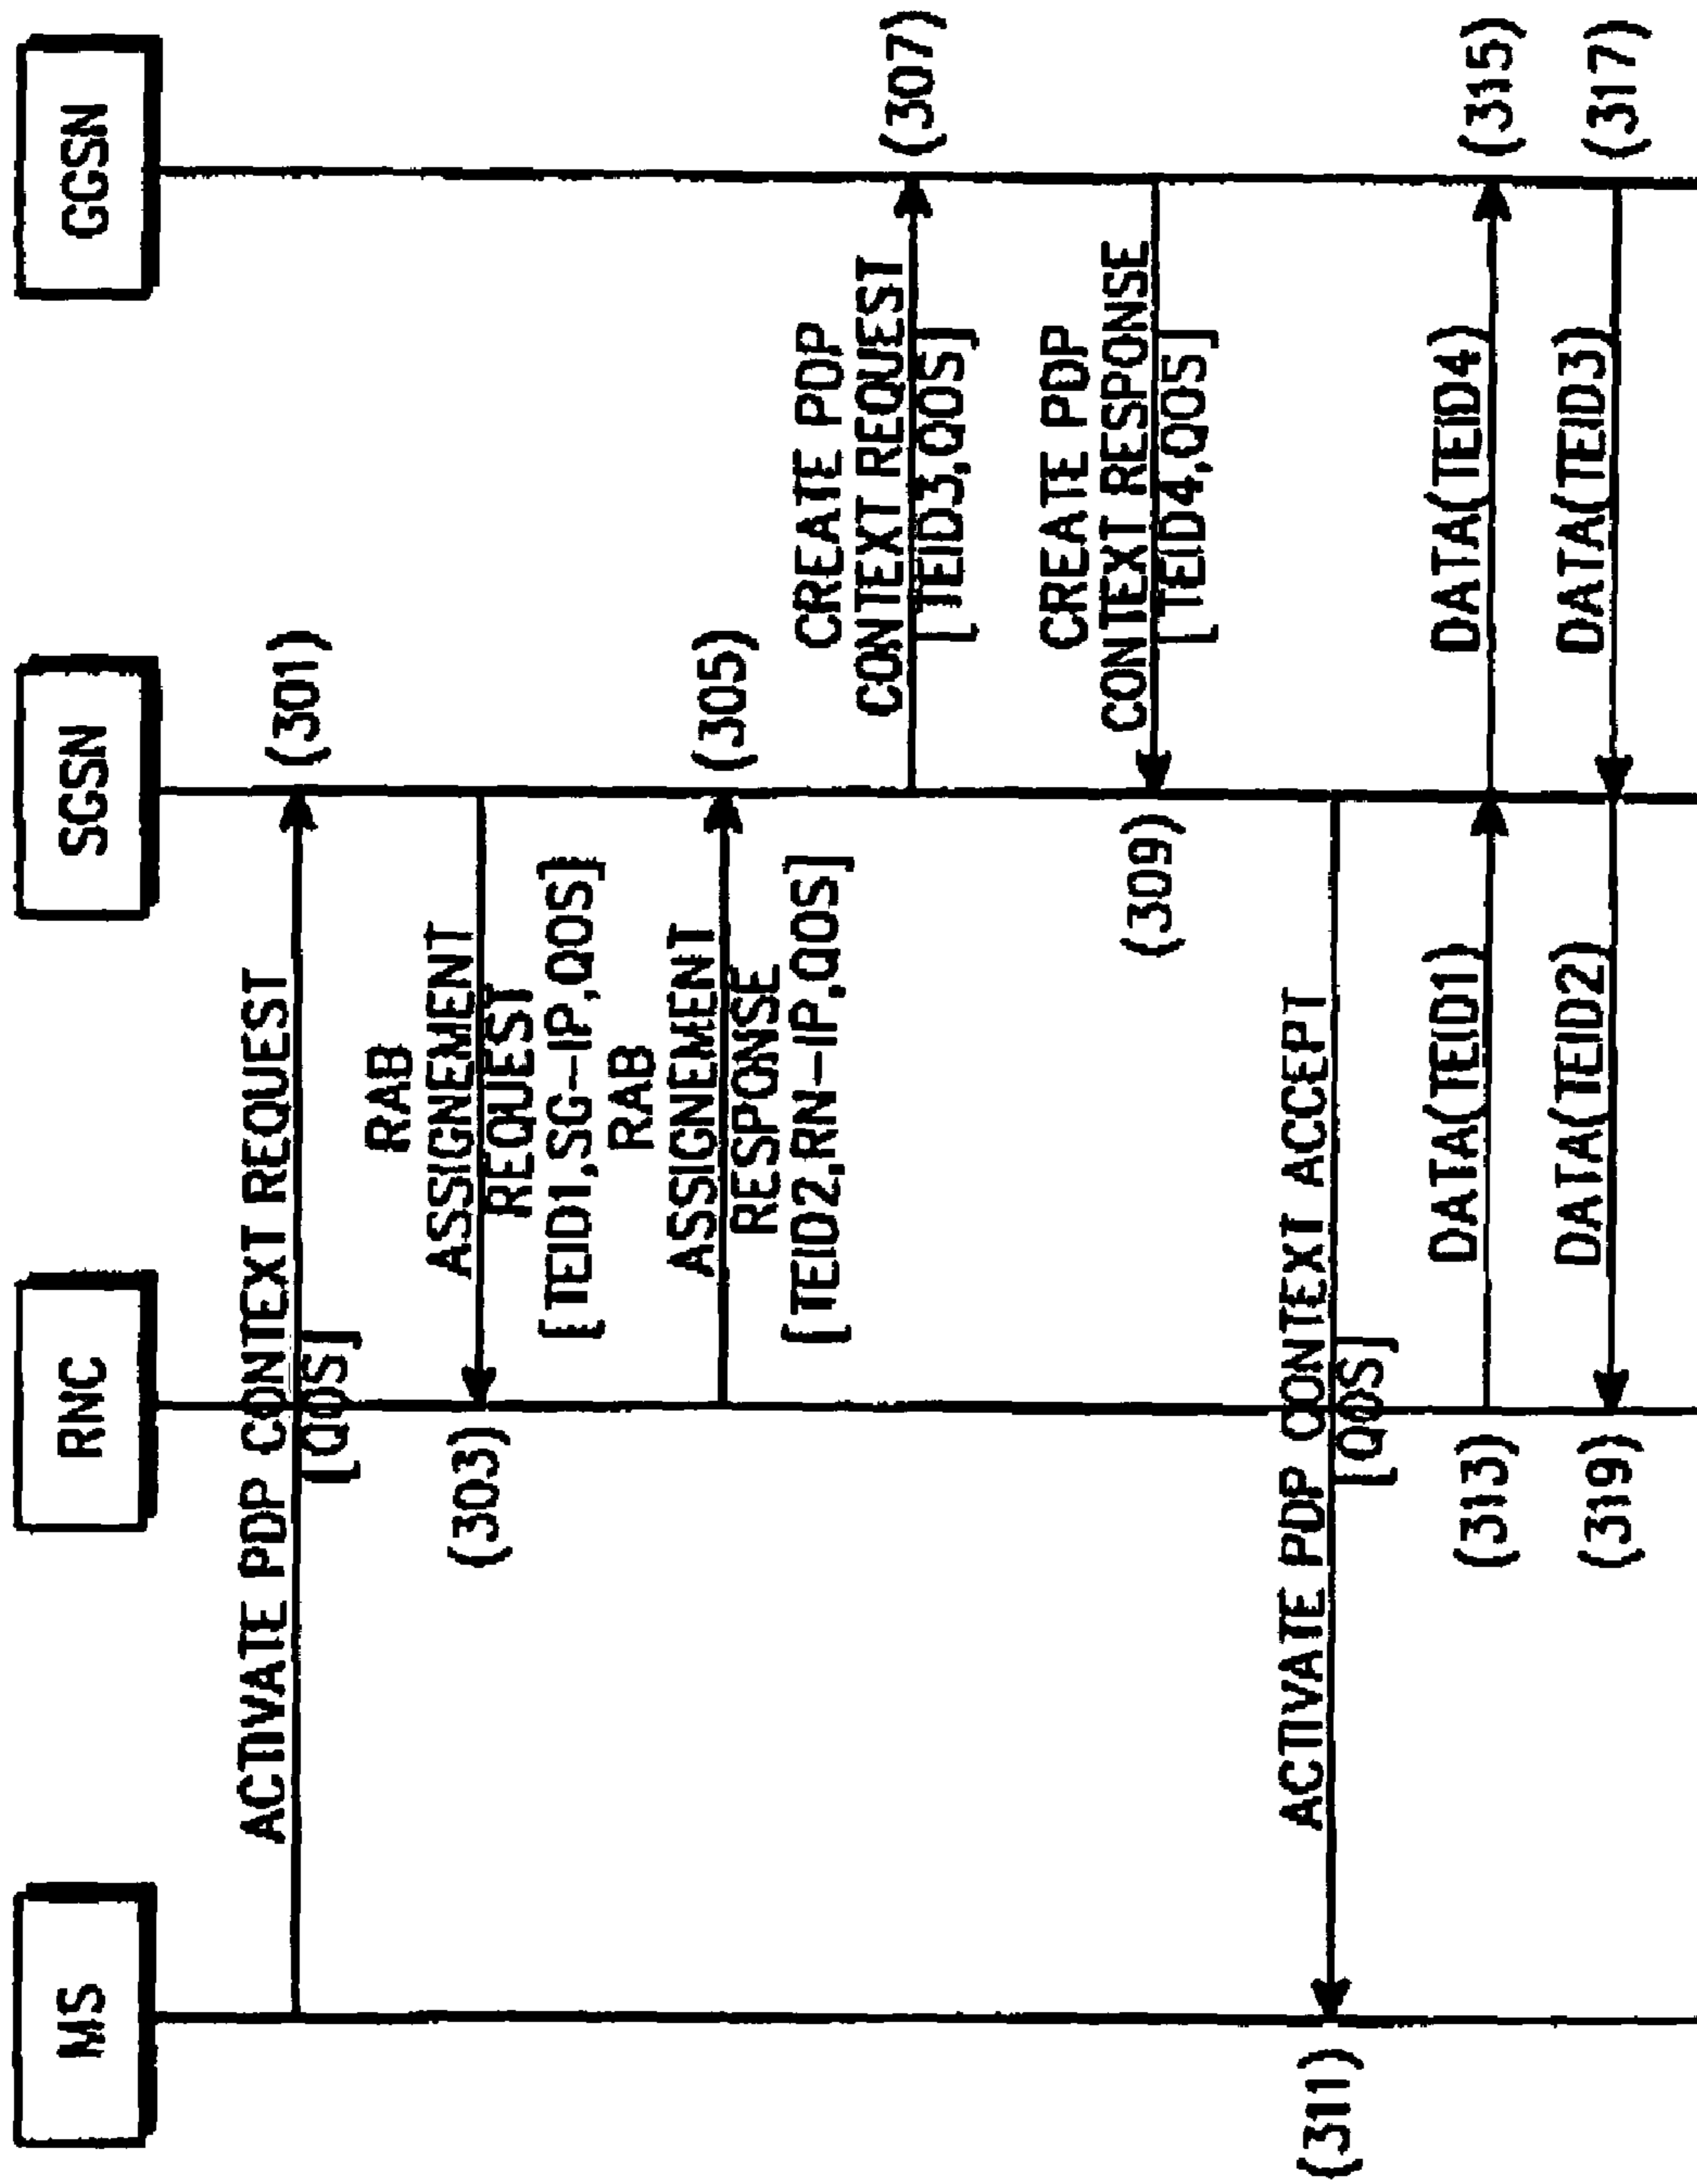 MS
RNC
SGSN
GGSN
ACTIVATE PDP CONTEXT REQUEST
[QOS]
(301)
RAB
ASSIGNEMENT
REQUEST
[TEID1,SG-IP,QOS]
(303)
RAB
ASSIGNEMENT
RESPONSE
[TEID2,RN-IP,QOS]
(305)
CREATE PDP
CONTEXT REQUEST
[TEID3,QOS]
(307)
CREATE PDP
CONTEXT RESPONSE
[TEID4,QOS]
(309)
ACTIVATE PDP CONTEXT ACCEPT
[QOS]
(311)
(313)
DATA(TEID1)
DATA(TEID4)
(315)
(319)
DATA(TEID2)
DATA(TEID3)
(317)